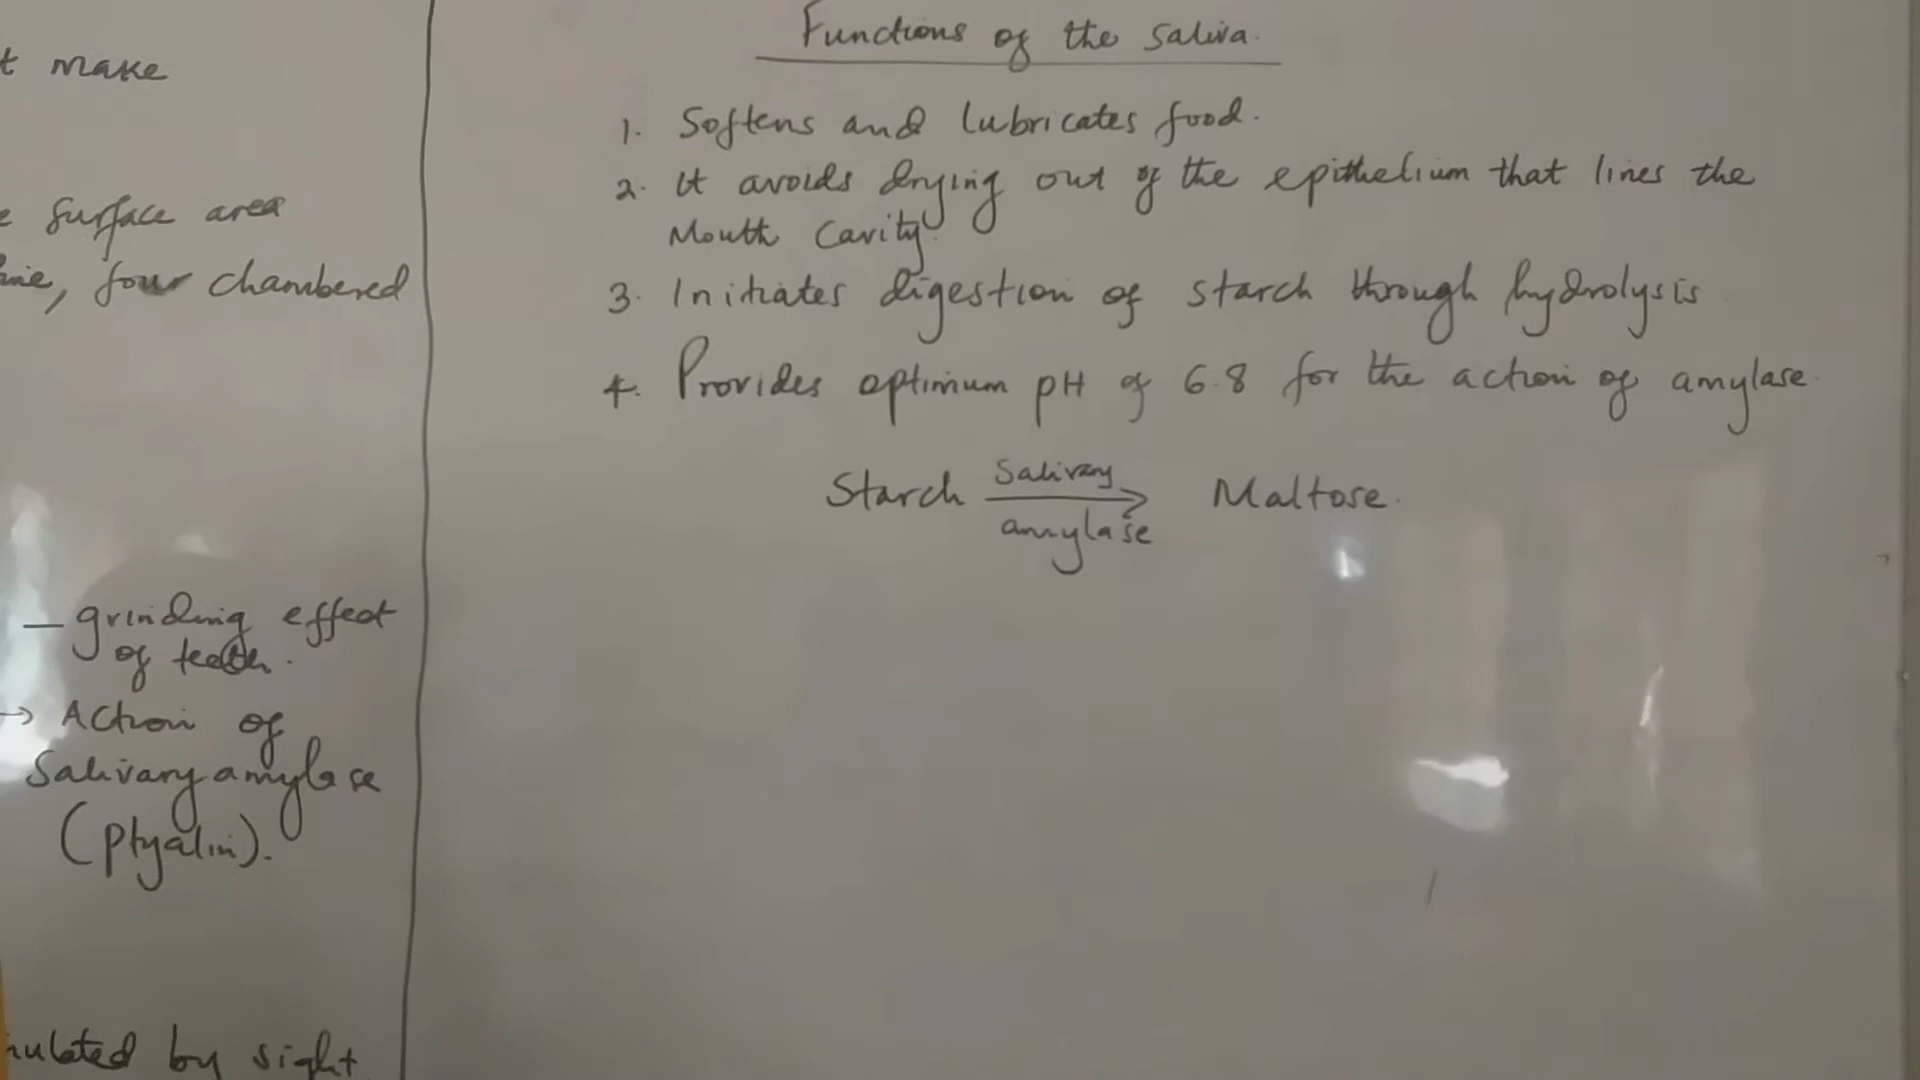 t make
e surface area
four chambered
– grinding effect
of teeth.
→ Action of
Salivary amylase
(Ptyalin).
by sight
Functions of the Saliva.
1. Softens and lubricates food.
2. It avoids drying out of the epithelium that lines the
Mouth Cavity.
3. Initiates digestion of starch through hydrolysis
4. Provides optimum pH of 6.8 for the action of amylase.
Salivary
Starch → Maltose.
amylase